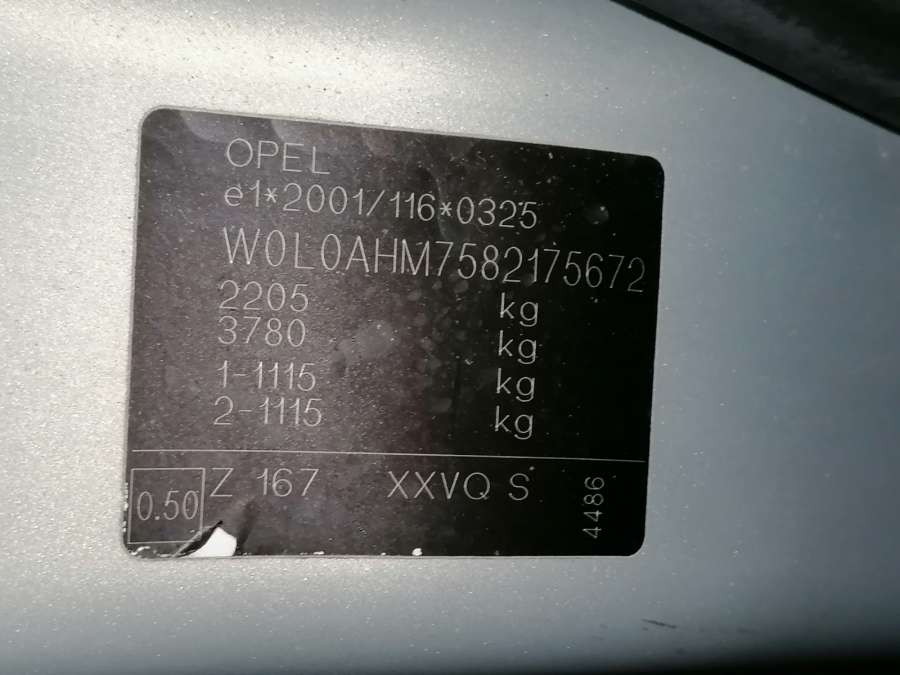 OPEL
e1*2001/116*0325
W0L0AHM7582175672
2205 kg
3780 kg
1-1115 kg
2-1115 kg
0.50 Z 167 XXVQ S 4486